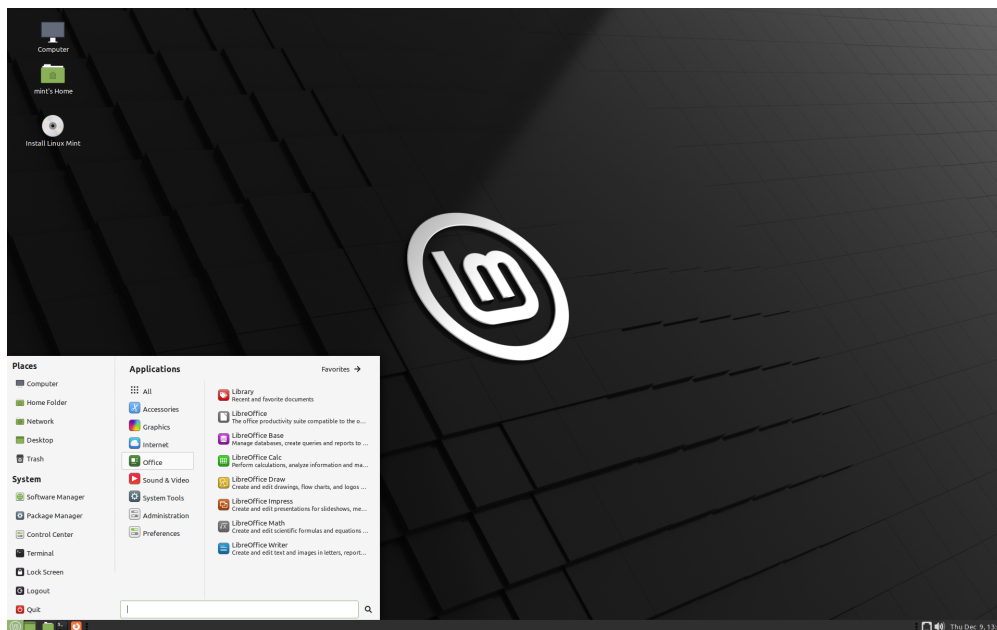 Computer
mint's Home
Install Linux Mint
Places
Computer
Home Folder
Network
Desktop
Trash
System
Software Manager
Package Manager
Control Center
Terminal
Lock Screen
Logout
Quit
Applications
Favorites
All
Accessories
Graphics
Internet
Office
Sound & Video
System Tools
Administration
Preferences
Library
Recent and favorite documents
LibreOffice
The office productivity suite compatible to the o...
LibreOffice Base
Manage databases, create queries and reports to ...
LibreOffice Calc
Perform calculations, analyze information and ma...
LibreOffice Draw
Create and edit drawings, flow charts, and logos ...
LibreOffice Impress
Create and edit presentations for slideshows, me...
LibreOffice Math
Create and edit scientific formulas and equations ...
LibreOffice Writer
Create and edit text and images in letters, report...
Thu Dec 9, 13: